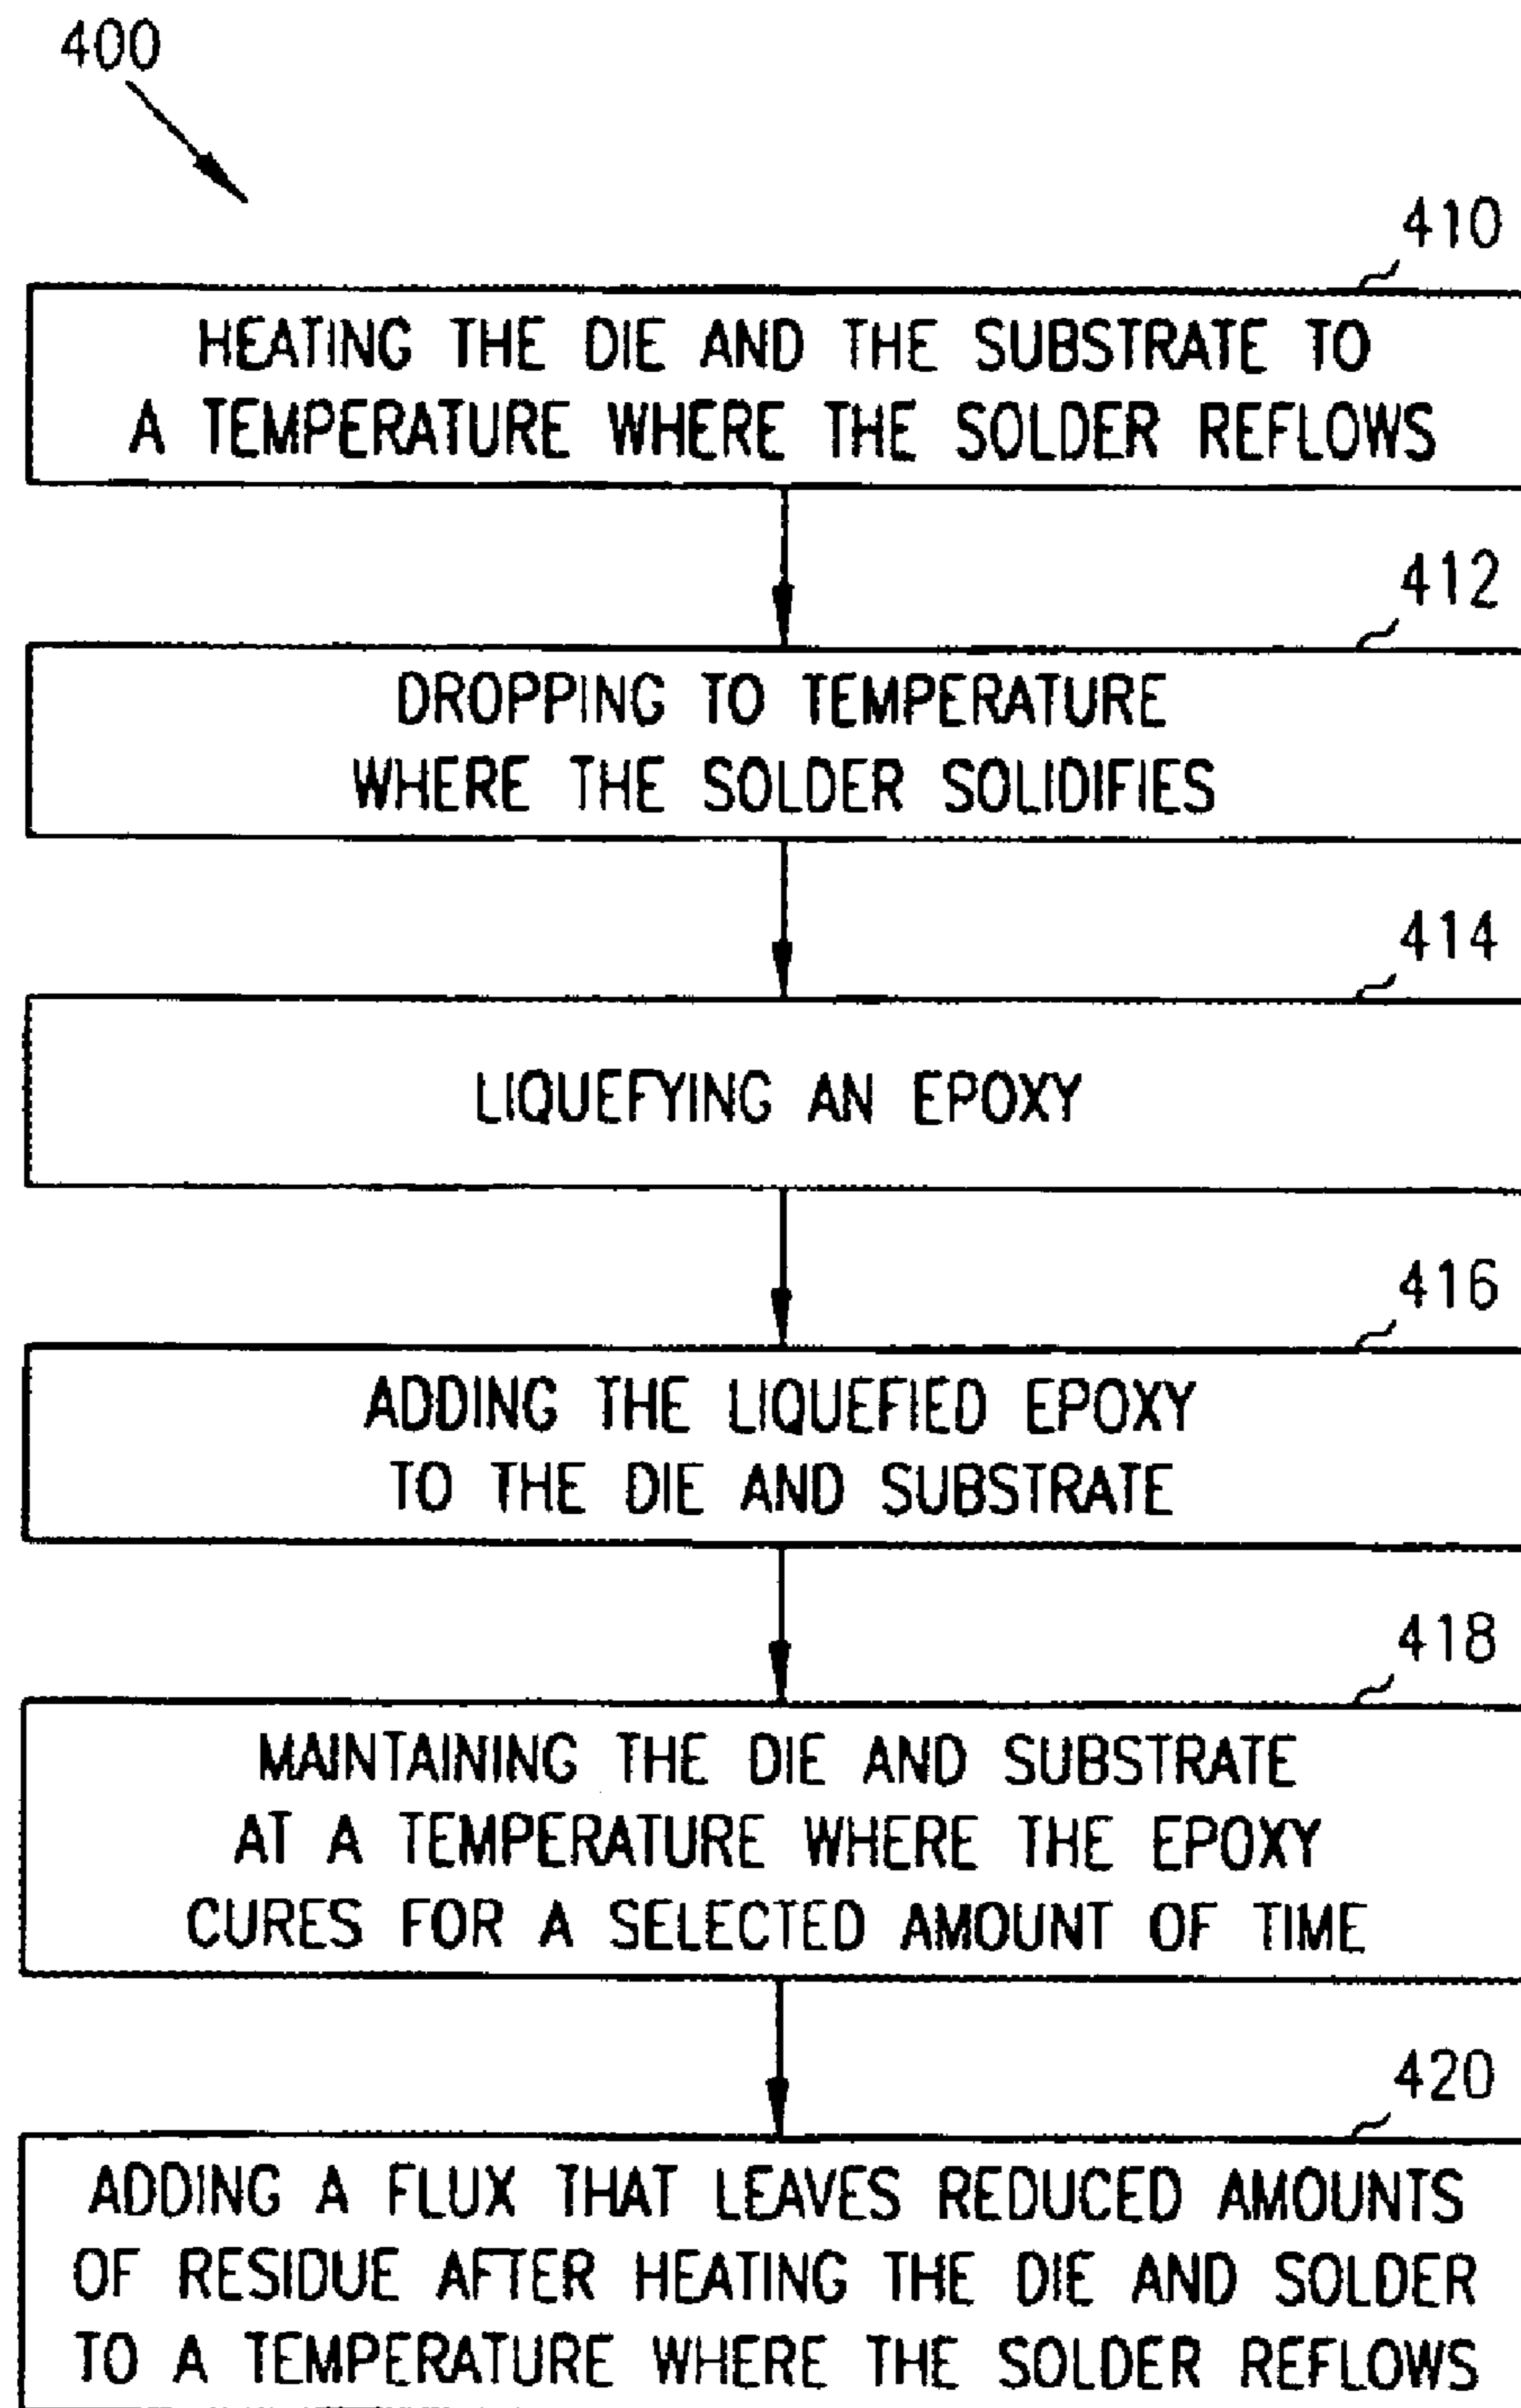 400
410
HEATING THE DIE AND THE SUBSTRATE TO
A TEMPERATURE WHERE THE SOLDER REFLOWS
412
DROPPING TO TEMPERATURE
WHERE THE SOLDER SOLIDIFIES
414
LIQUEFYING AN EPOXY
416
ADDING THE LIQUEFIED EPOXY
TO THE DIE AND SUBSTRATE
418
MAINTAINING THE DIE AND SUBSTRATE
AT A TEMPERATURE WHERE THE EPOXY
CURES FOR A SELECTED AMOUNT OF TIME
420
ADDING A FLUX THAT LEAVES REDUCED AMOUNTS
OF RESIDUE AFTER HEATING THE DIE AND SOLDER
TO A TEMPERATURE WHERE THE SOLDER REFLOWS